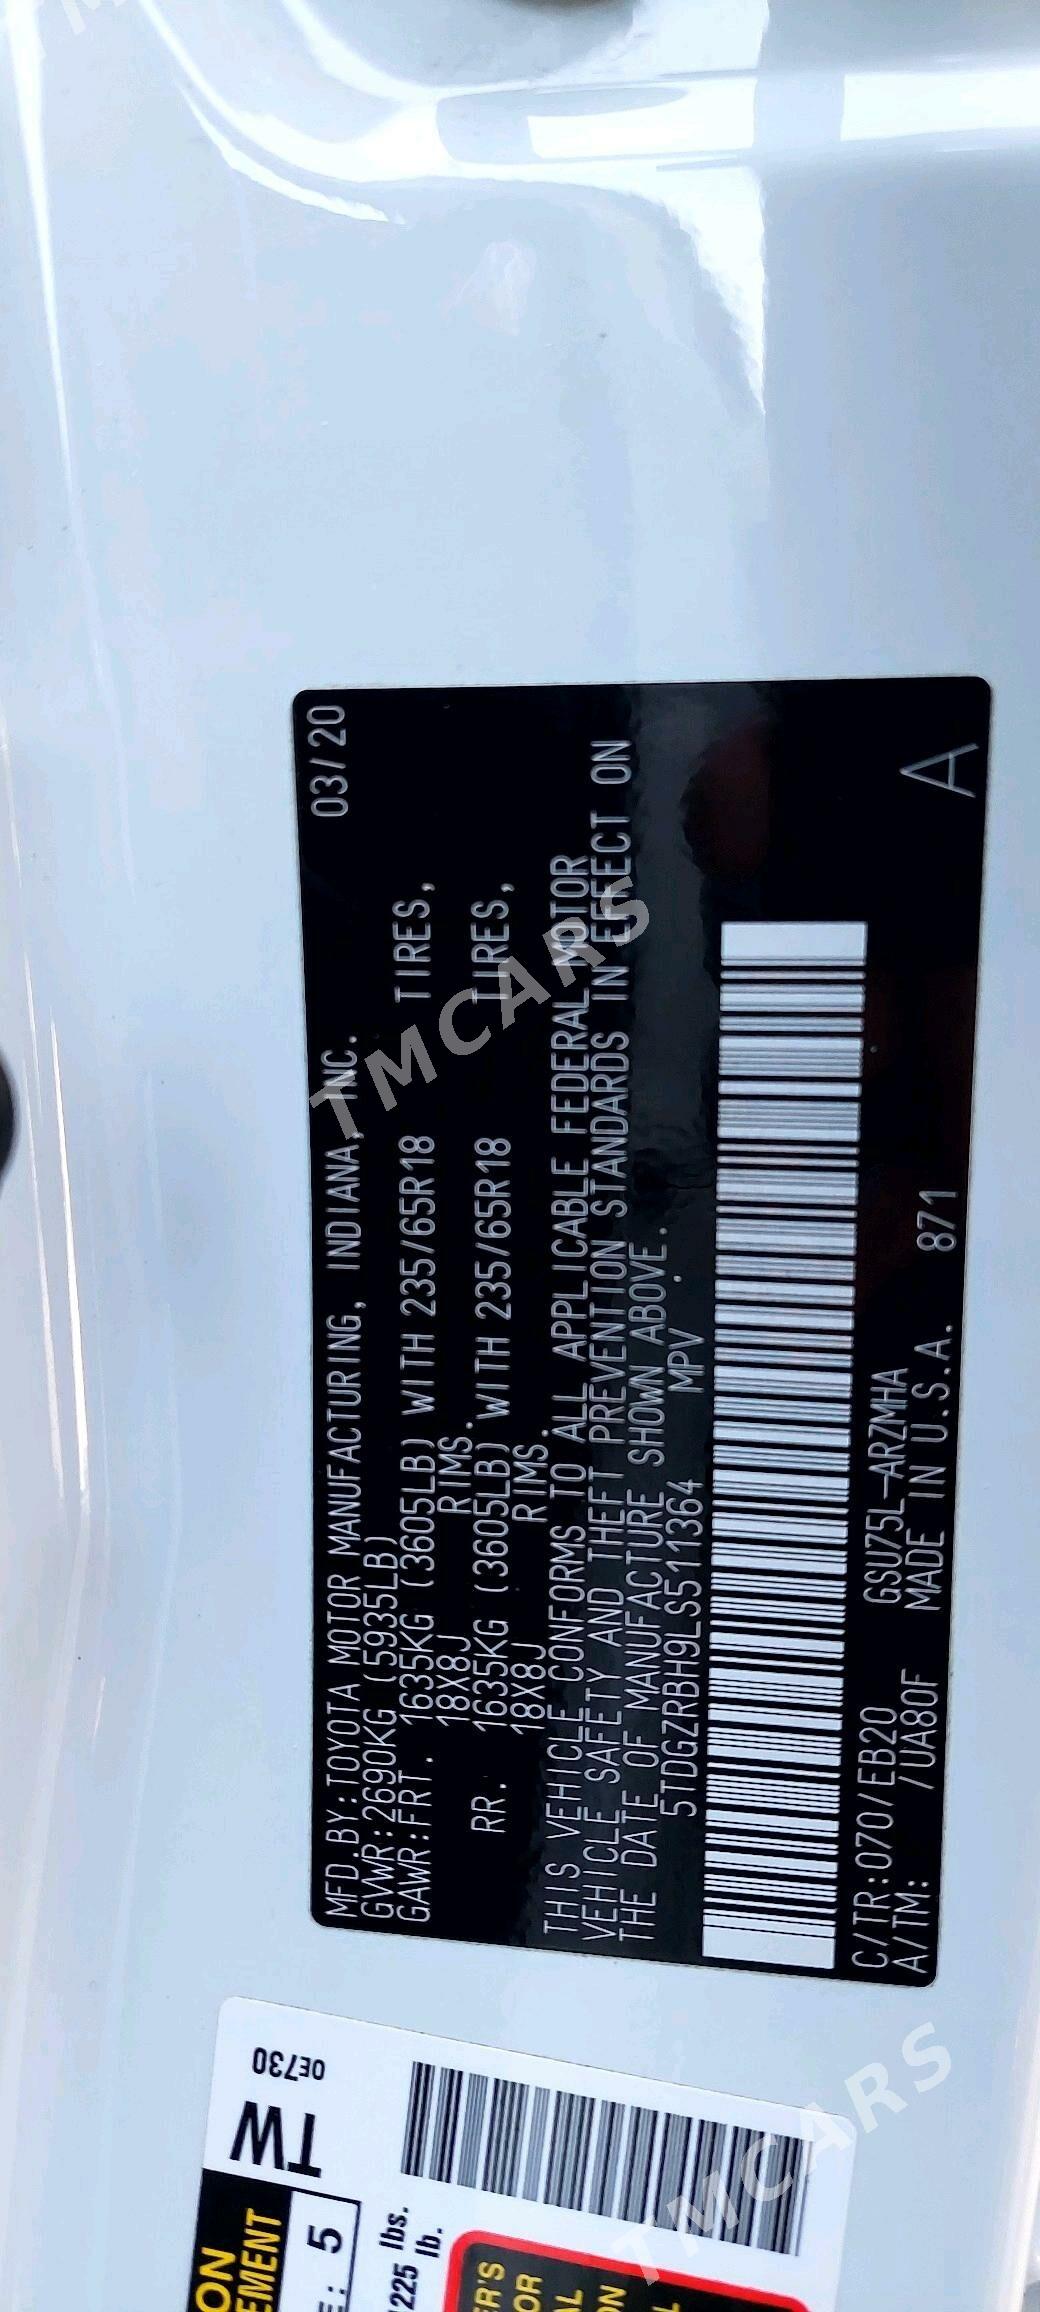 MFD.BY:TOYOTA MOTOR MANUFACTURING, INDIANA, INC. 03/20
GVWR:2690KG (5935LB)
GAWR:FRT. 1635KG (3605LB) WITH 235/65R18 TIRES,
18X8J RIMS.
RR. 1635KG (3605LB) WITH 235/65R18 TIRES,
18X8J RIMS.
THIS VEHICLE CONFORMS TO ALL APPLICABLE FEDERAL MOTOR
VEHICLE SAFETY AND THEFT PREVENTION STANDARDS IN EFFECT ON
THE DATE OF MANUFACTURE SHOWN ABOVE.
5TDGZRBH9LS511364 MPV
C/TR:070/EB20 GSU75L-ARZMHA
A/TM: /UA80F MADE IN U.S.A. 871
A
TMCARS
TW
0E730
5
1225 lbs.
lb.
TMCARS